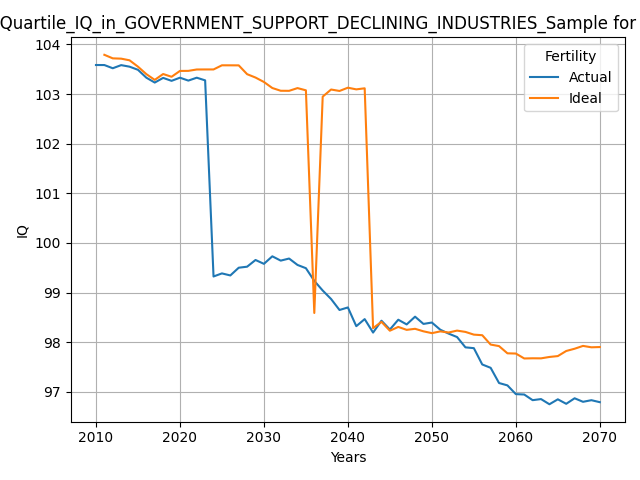 Quartile_IQ_in_GOVERNMENT_SUPPORT_DECLINING_INDUSTRIES_Sample for
104
103
102
101
100
99
98
97
IQ
Fertility
Actual
Ideal
2010 2020 2030 2040 2050 2060 2070
Years